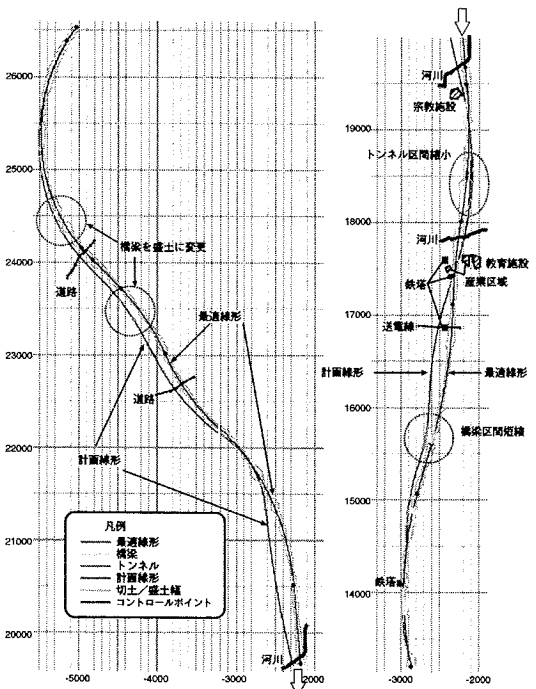 26000
25000
24000
23000
22000
21000
20000
橋梁を盛土に変更
道路
最適線形
道路
計画線形
凡例
最適線形
橋梁
トンネル
計画線形
切土／盛土幅
コントロールポイント
河川
-5000
-4000
-3000
-2000
河川
宗教施設
19000
トンネル区間縮小
18000
河川
教育施設
鉄塔
産業区域
17000
送電線
計画線形
最適線形
16000
橋梁区間短縮
15000
鉄塔
14000
-3000
-2000